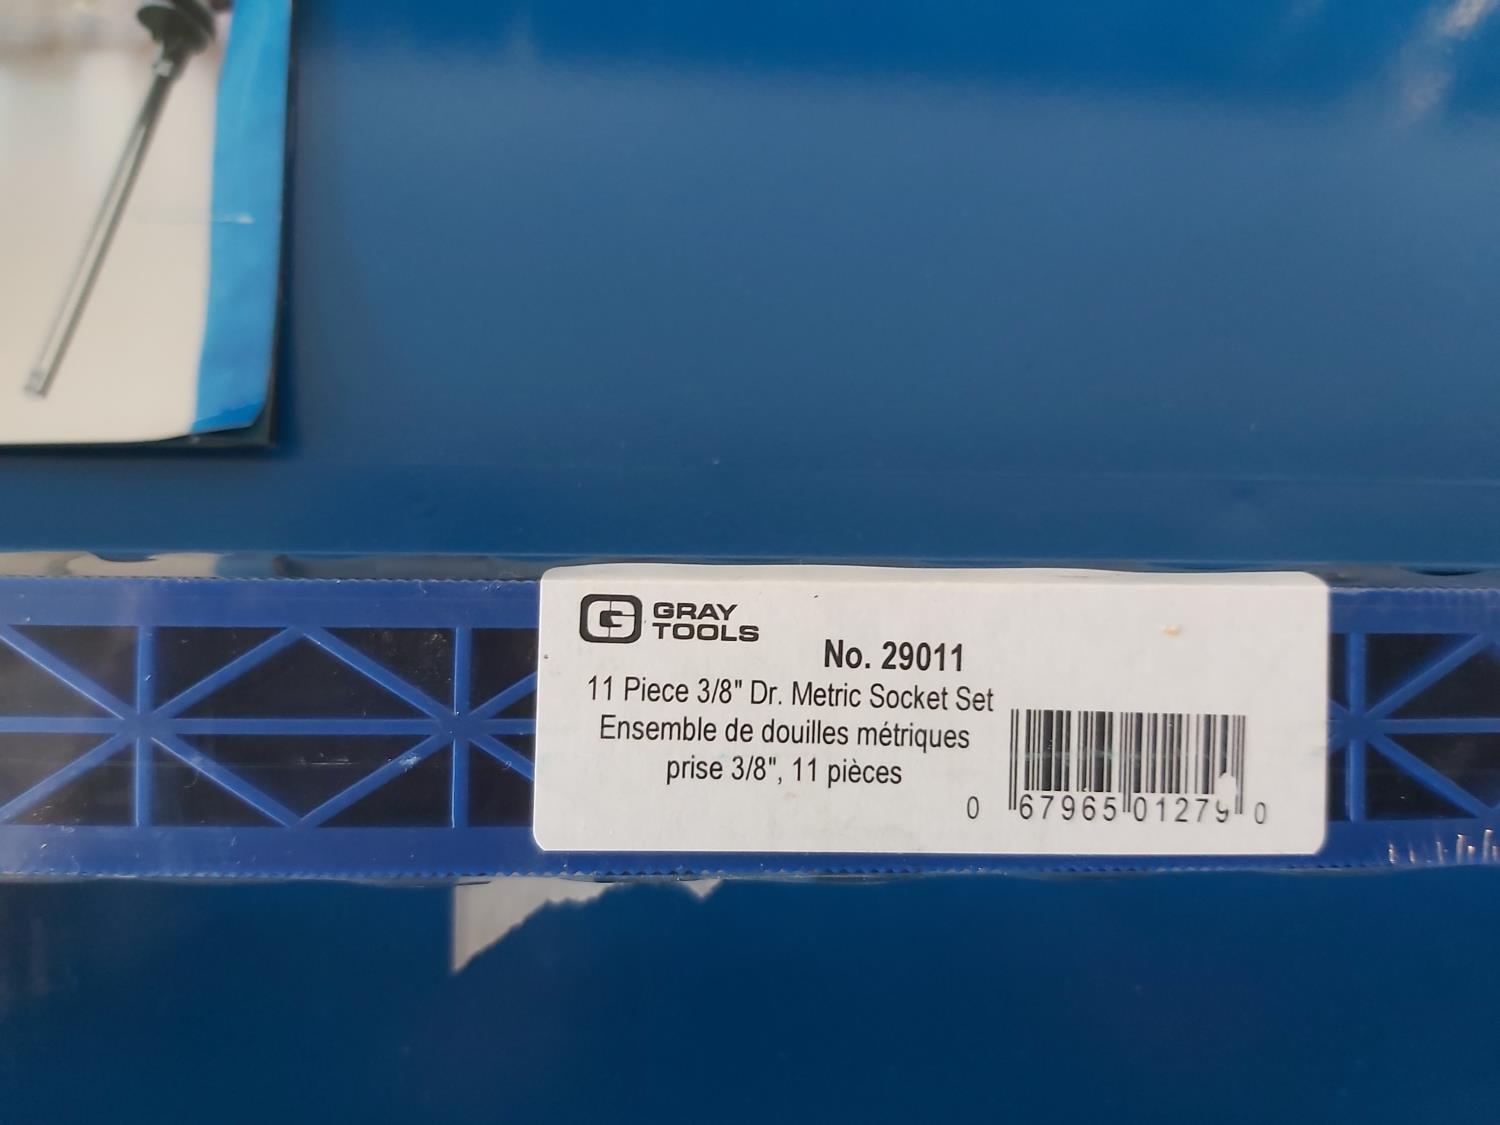 GRAY
TOOLS
No. 29011
11 Piece 3/8" Dr. Metric Socket Set
Ensemble de douilles métriques
prise 3/8", 11 pièces
0 67965 01279 0